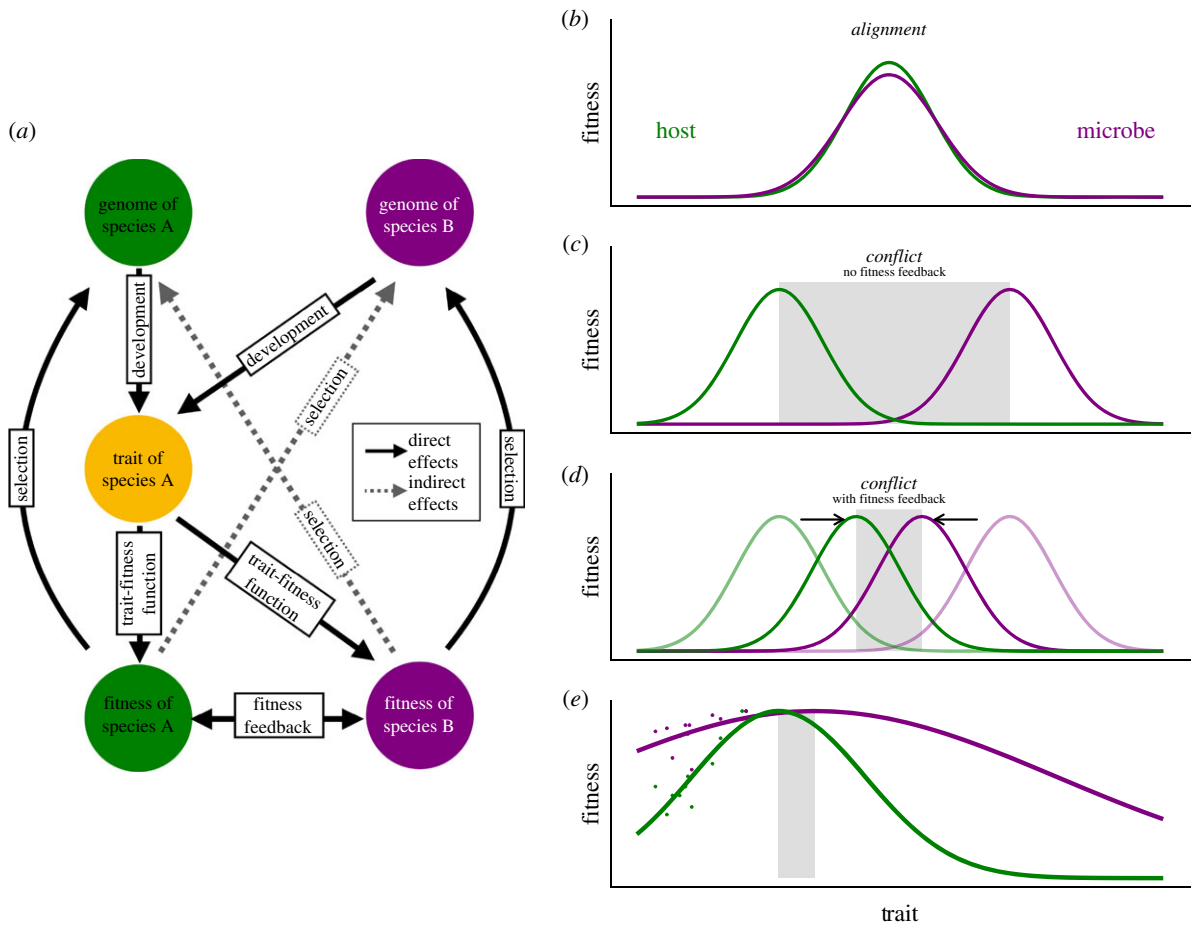 (a)
genome of
species A
genome of
species B
development
development
selection
selection
trait of
species A
direct
effects
indirect
effects
selection
selection
trait-fitness
function
trait-fitness
function
fitness of
species A
fitness
feedback
fitness of
species B
(b)
alignment
fitness
host
microbe
(c)
conflict
no fitness feedback
fitness
(d)
conflict
with fitness feedback
fitness
(e)
fitness
trait